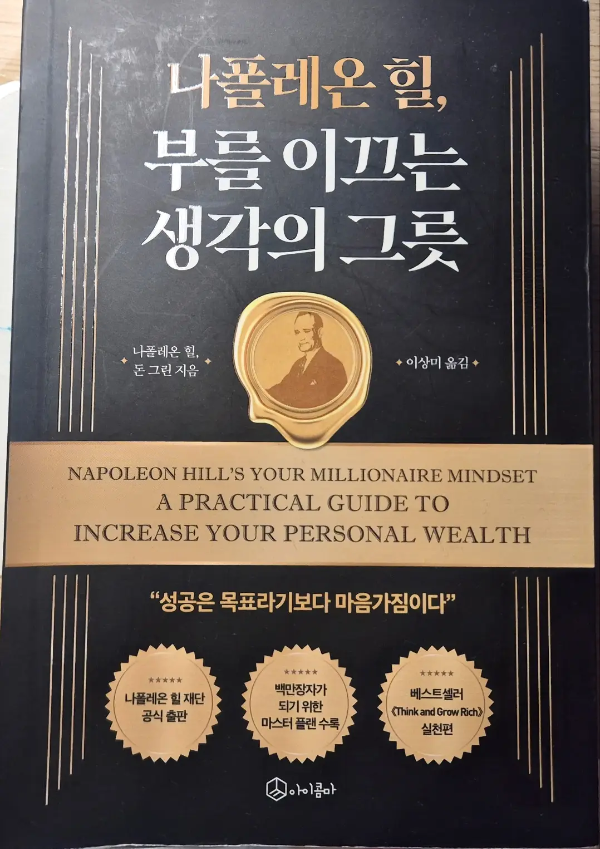 나폴레온 힐,
부를 이끄는
생각의 그릇
나폴레온 힐,
돈 그린 지음
이상미 옮김
NAPOLEON HILL'S YOUR MILLIONAIRE MINDSET
A PRACTICAL GUIDE TO
INCREASE YOUR PERSONAL WEALTH
“성공은 목표라기보다 마음가짐이다”
나폴레온 힐 재단
공식 출판
백만장자가
되기 위한
마스터 플랜 수록
베스트셀러
《Think and Grow Rich》
실천편
아이콤마